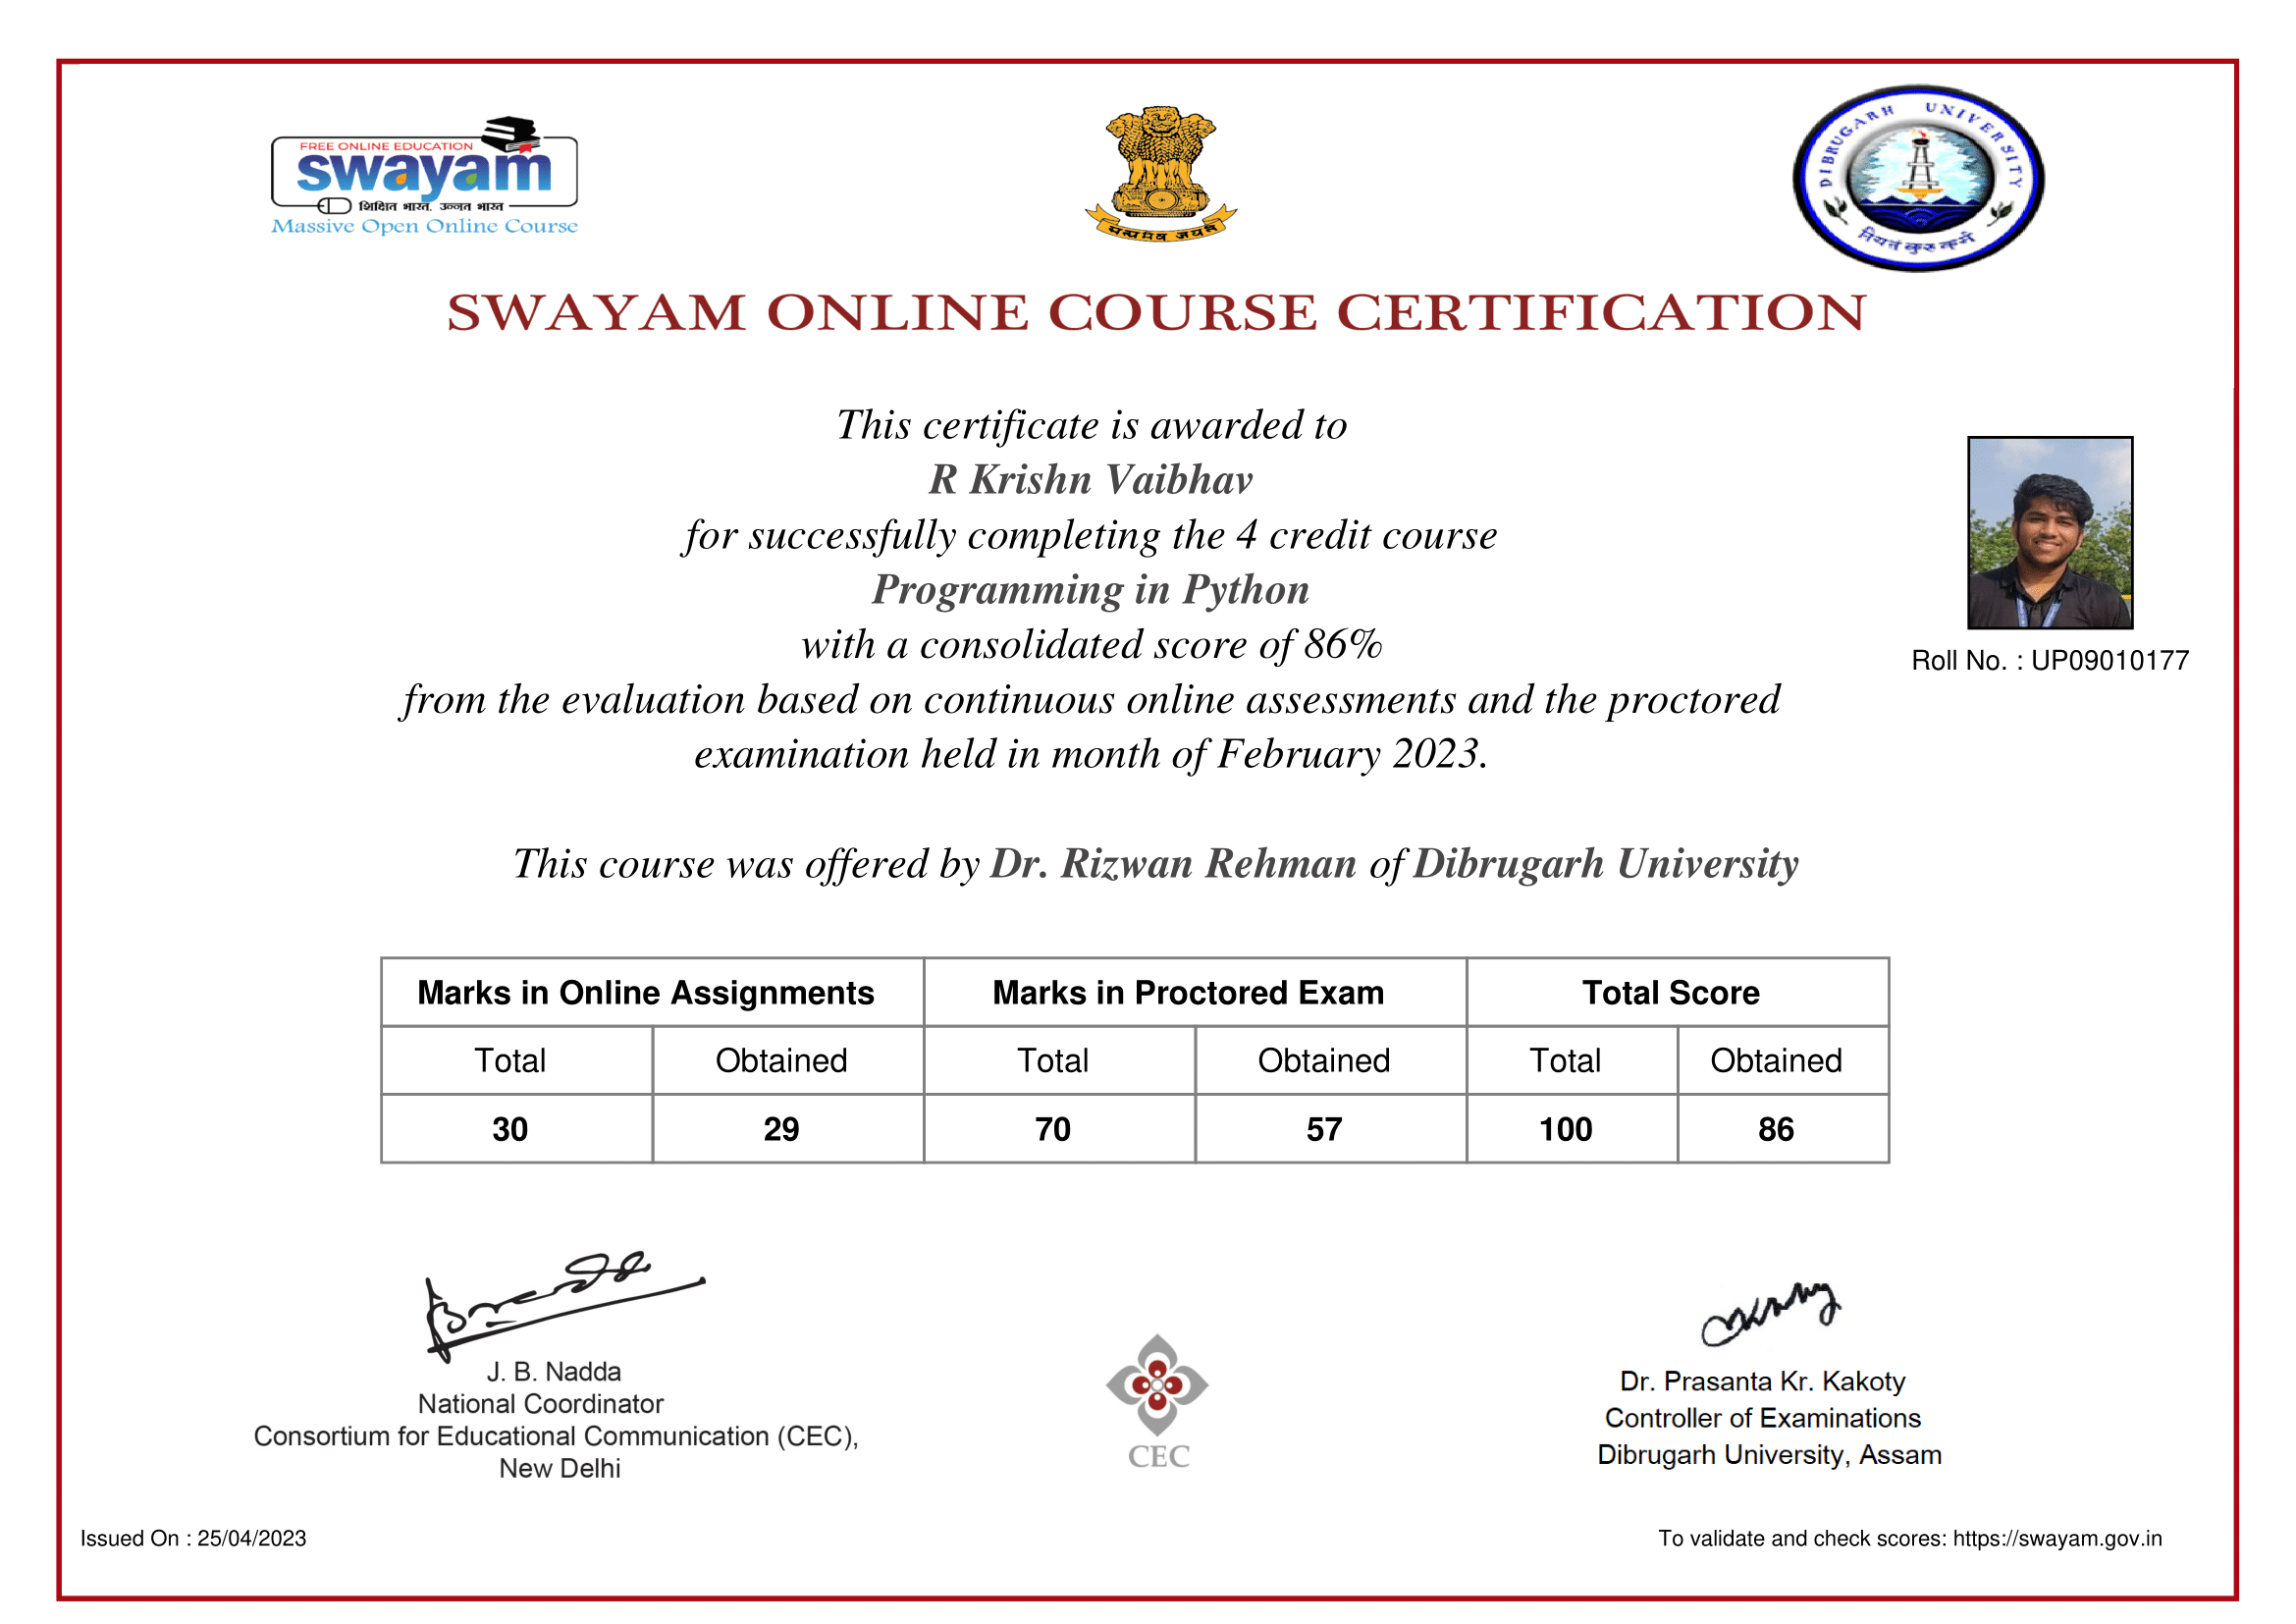 FREE ONLINE EDUCATION
swayam
शिक्षित भारत, उन्नत भारत
Massive Open Online Course
सत्यमेव जयते
DIBRUGARH UNIVERSITY
नियतं कुरु कर्म
SWAYAM ONLINE COURSE CERTIFICATION
This certificate is awarded to
R Krishn Vaibhav
for successfully completing the 4 credit course
Programming in Python
with a consolidated score of 86%
from the evaluation based on continuous online assessments and the proctored
examination held in month of February 2023.
Roll No. : UP09010177
This course was offered by Dr. Rizwan Rehman of Dibrugarh University
Marks in Online Assignments Marks in Proctored Exam Total Score
Total Obtained Total Obtained Total Obtained
30 29 70 57 100 86
J. B. Nadda
National Coordinator
Consortium for Educational Communication (CEC),
New Delhi
CEC
Dr. Prasanta Kr. Kakoty
Controller of Examinations
Dibrugarh University, Assam
Issued On : 25/04/2023
To validate and check scores: https://swayam.gov.in